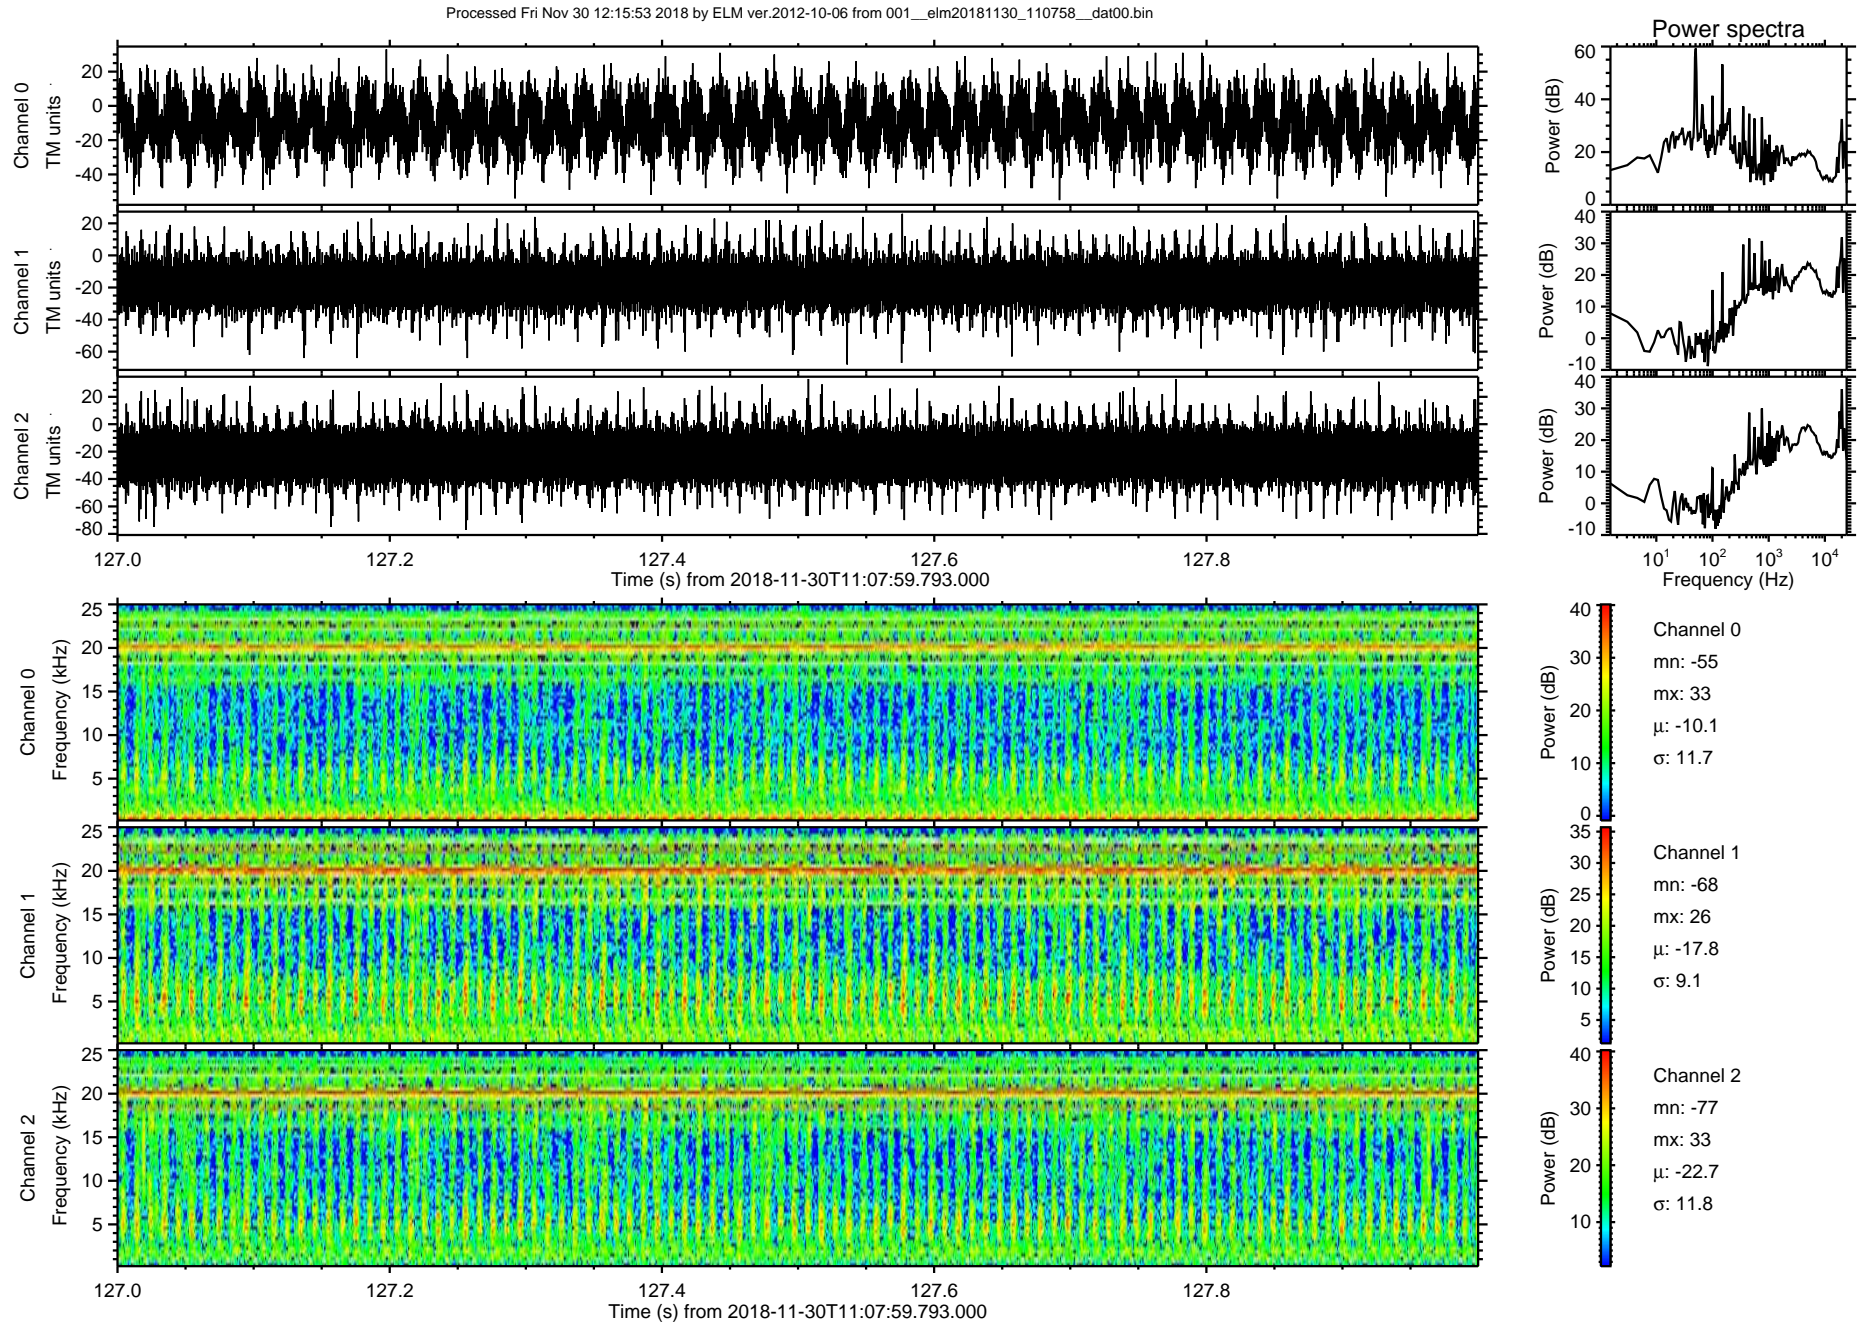 Processed Fri Nov 30 12:15:53 2018 by ELM ver.2012-10-06 from 001__elm20181130_110758__dat00.bin
Power spectra
Channel 0
TM units
20
0
-20
-40
Power (dB)
60
40
20
0
Channel 1
TM units
20
0
-20
-40
-60
Power (dB)
40
30
20
10
0
-10
Channel 2
TM units
20
0
-20
-40
-60
-80
Power (dB)
40
30
20
10
0
-10
127.0 127.2 127.4 127.6 127.8
Time (s) from 2018-11-30T11:07:59.793.000
10¹ 10² 10³ 10⁴
Frequency (Hz)
Channel 0
Frequency (kHz)
25
20
15
10
5
Power (dB)
40
30
20
10
0
Channel 0
mn: -55
mx: 33
μ: -10.1
σ: 11.7
Channel 1
Frequency (kHz)
25
20
15
10
5
Power (dB)
35
30
25
20
15
10
5
Channel 1
mn: -68
mx: 26
μ: -17.8
σ: 9.1
Channel 2
Frequency (kHz)
25
20
15
10
5
Power (dB)
40
30
20
10
Channel 2
mn: -77
mx: 33
μ: -22.7
σ: 11.8
127.0 127.2 127.4 127.6 127.8
Time (s) from 2018-11-30T11:07:59.793.000